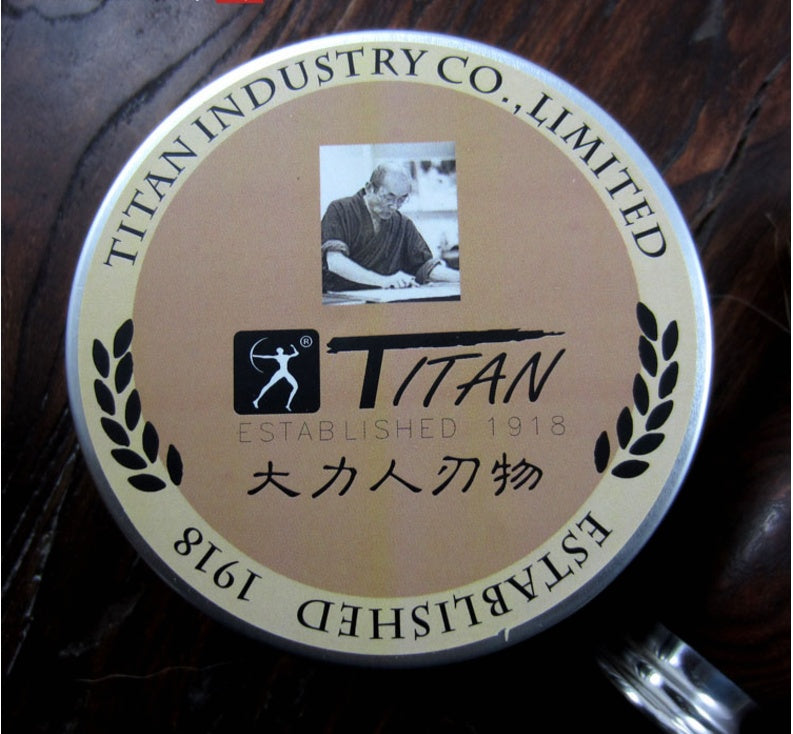 TITAN INDUSTRY CO., LIMITED
®
TITAN
ESTABLISHED 1918
大力人刃物
ESTABLISHED 1918